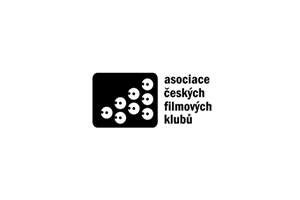 asociace
českých
filmových
klubů